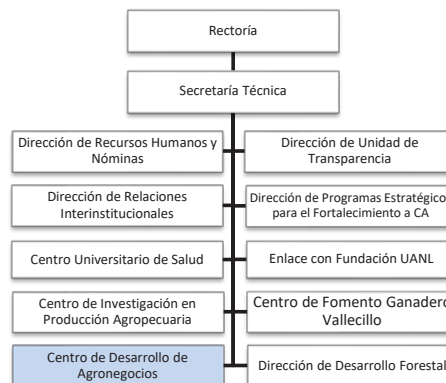 Rectoría
Secretaría Técnica
Dirección de Recursos Humanos y
Nóminas
Dirección de Unidad de
Transparencia
Dirección de Relaciones
Interinstitucionales
Dirección de Programas Estratégico
para el Fortalecimiento a CA
Centro Universitario de Salud
Enlace con Fundación UANL
Centro de Investigación en
Producción Agropecuaria
Centro de Fomento Ganadero
Vallecillo
Centro de Desarrollo de
Agronegocios
Dirección de Desarrollo Forestal